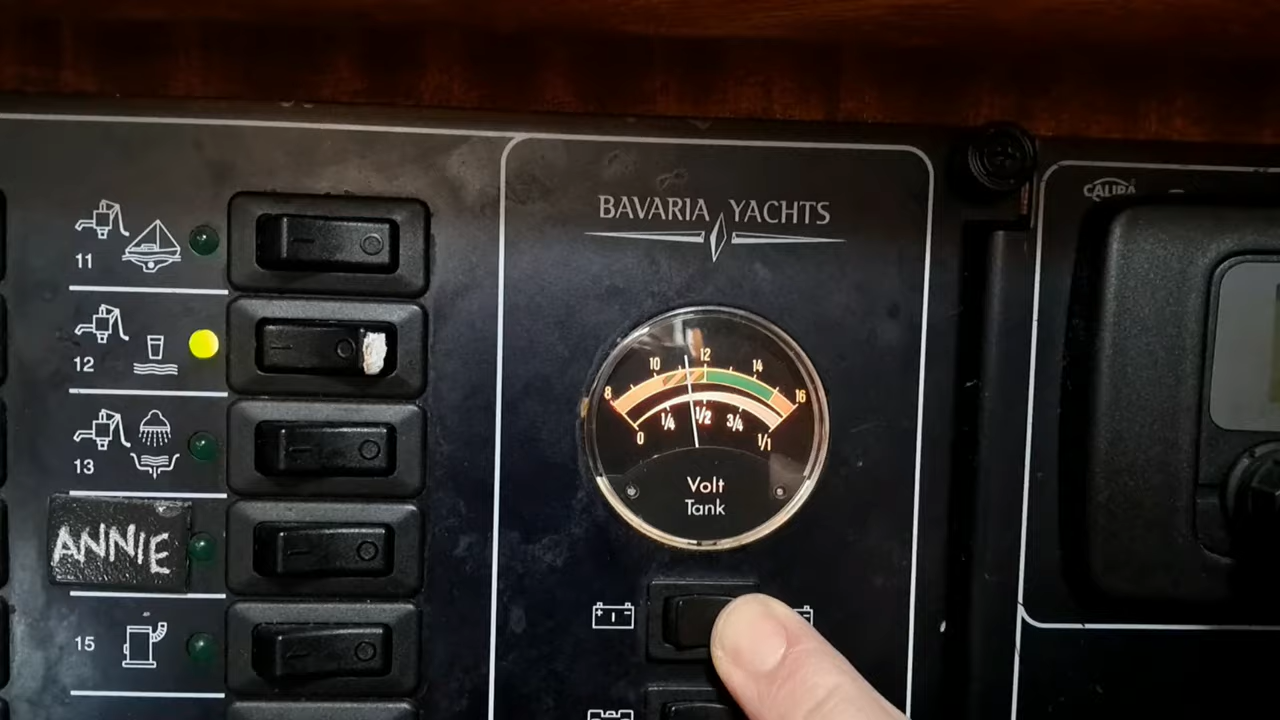 11
12
13
ANNIE
15
BAVARIA YACHTS
8 10 12 14 16
0 1/4 1/2 3/4 1/1
Volt
Tank
CALIRA